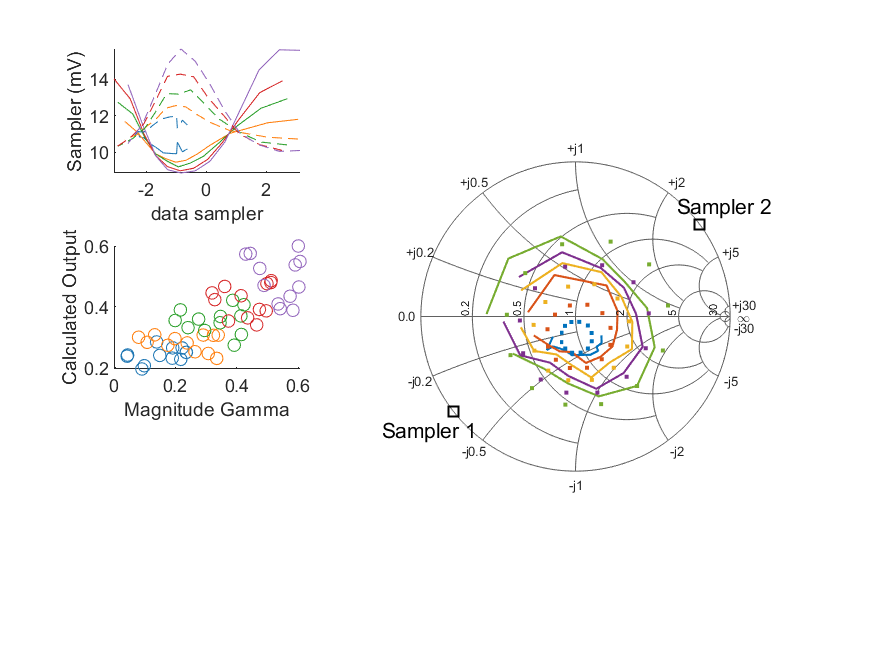 Sampler (mV)
14
12
10
-2 0 2
data sampler
Calculated Output
0.6
0.4
0.2
0 0.2 0.4 0.6
Magnitude Gamma
+j1
+j0.5
+j2
Sampler 2
+j0.2
+j5
0.0
0.2
0.5
1
2
5
30
+j30
∞
-j30
-j0.2
-j5
Sampler 1
-j0.5
-j2
-j1